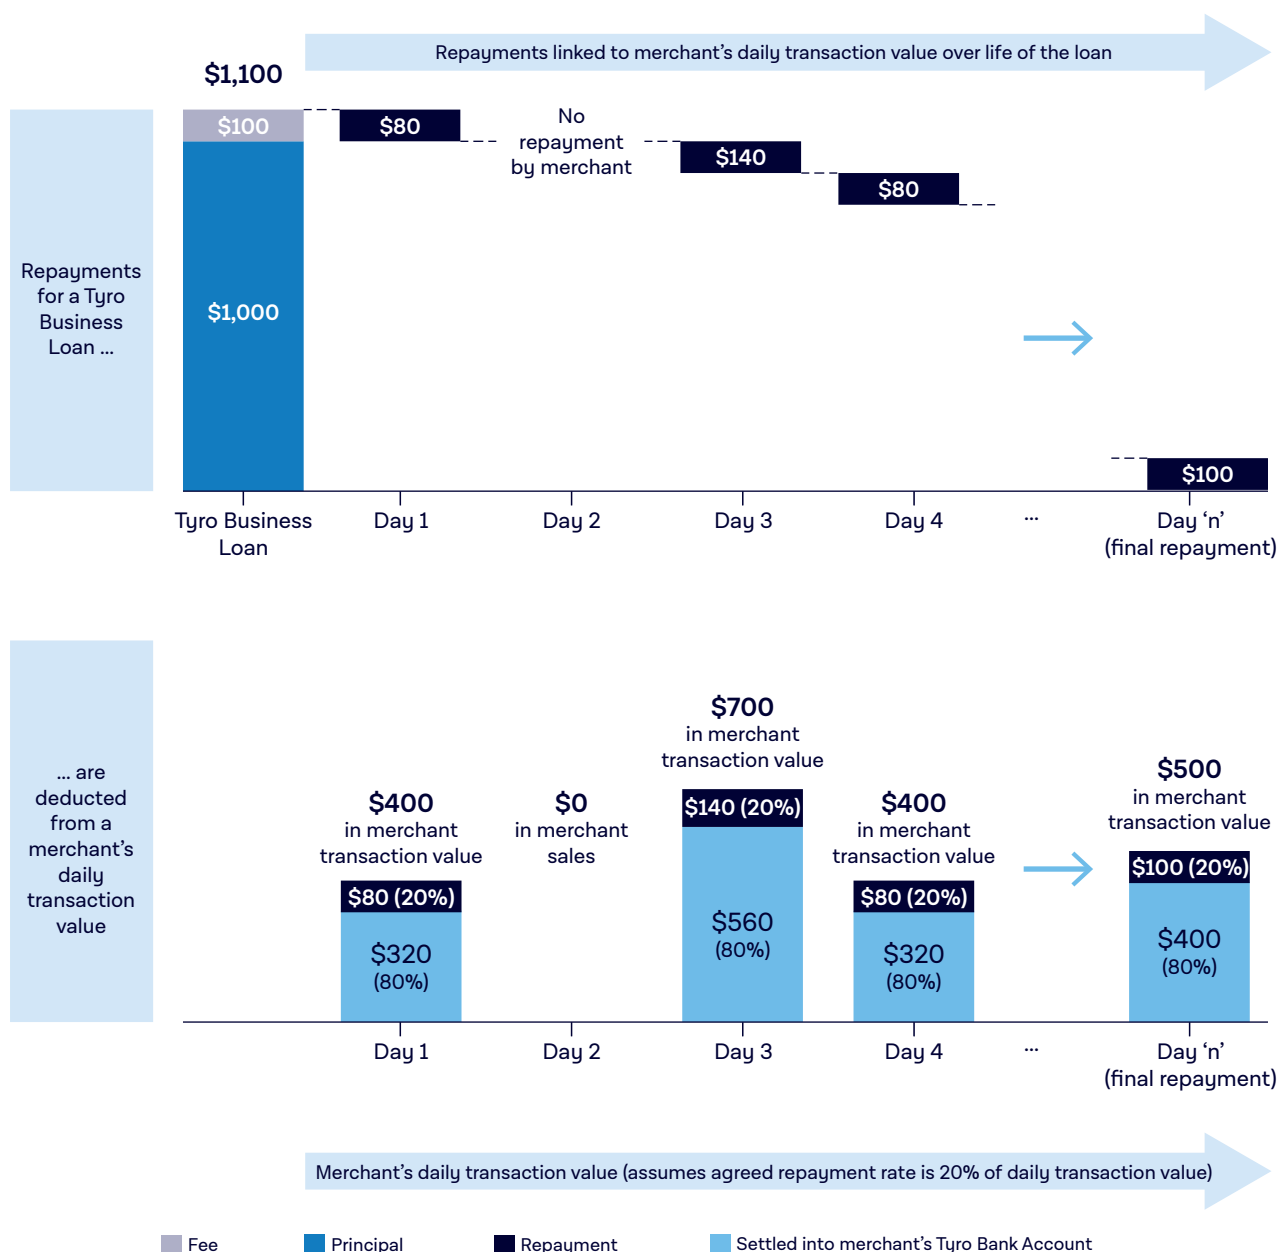 Repayments linked to merchant's daily transaction value over life of the loan
$1,100
$100
$1,000
$80
No
repayment
by merchant
$140
$80
$100
Repayments
for a Tyro
Business
Loan ...
Tyro Business
Loan
Day 1
Day 2
Day 3
Day 4
...
Day ‘n’
(final repayment)
... are
deducted
from a
merchant's
daily
transaction
value
$400
in merchant
transaction value
$80 (20%)
$320
(80%)
$0
in merchant
sales
$700
in merchant
transaction value
$140 (20%)
$560
(80%)
$400
in merchant
transaction value
$80 (20%)
$320
(80%)
$500
in merchant
transaction value
$100 (20%)
$400
(80%)
Day 1
Day 2
Day 3
Day 4
...
Day ‘n’
(final repayment)
Merchant's daily transaction value (assumes agreed repayment rate is 20% of daily transaction value)
Fee
Principal
Repayment
Settled into merchant's Tyro Bank Account